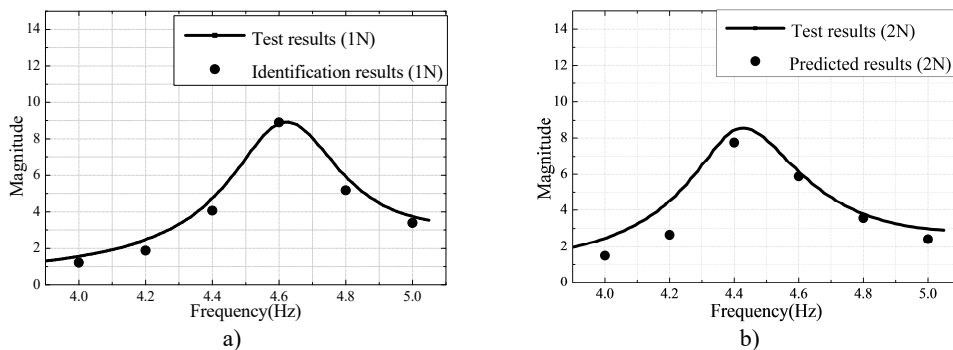 14
12
10
8
6
4
2
0
Magnitude
Test results (1N)
Identification results (1N)
4.0 4.2 4.4 4.6 4.8 5.0
Frequency(Hz)
a)
14
12
10
8
6
4
2
0
Magnitude
Test results (2N)
Predicted results (2N)
4.0 4.2 4.4 4.6 4.8 5.0
Frequency(Hz)
b)